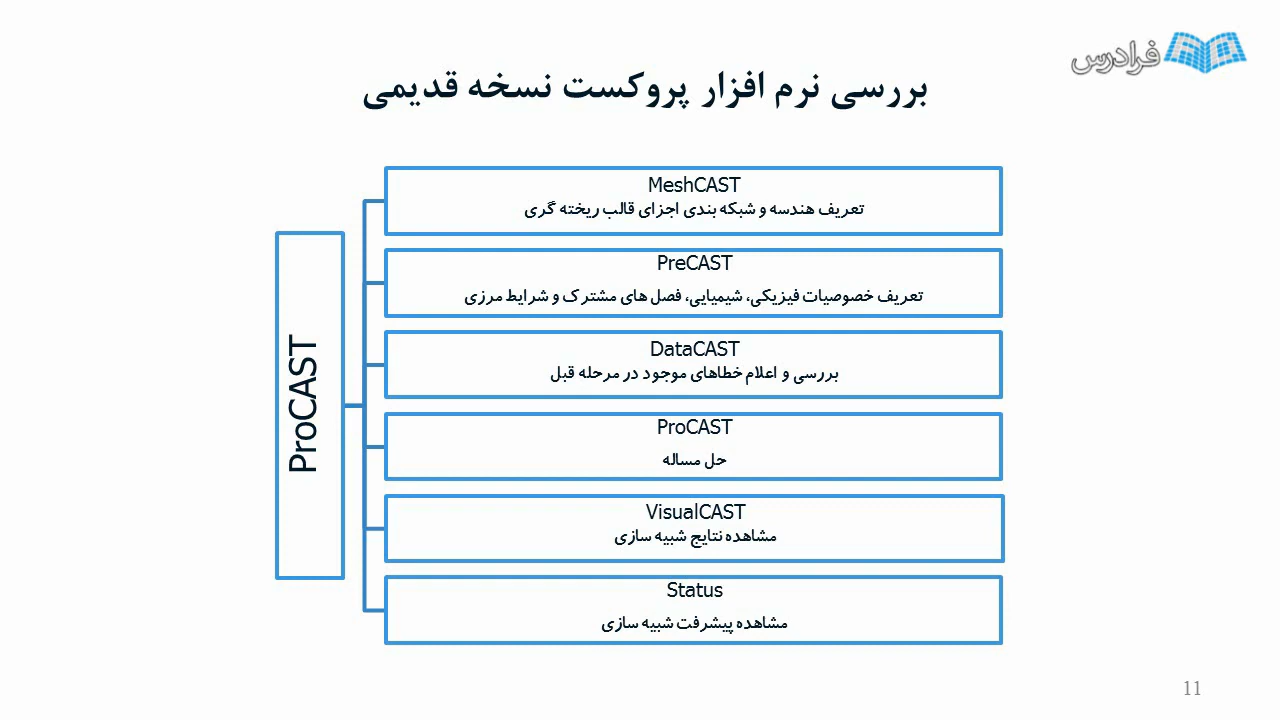 فرادرس
بررسی نرم افزار پروکست نسخه قدیمی
ProCAST
MeshCAST
تعریف هندسه و شبکه بندی اجزای قالب ریخته گری
PreCAST
تعریف خصوصیات فیزیکی، شیمیایی، فصل های مشترک و شرایط مرزی
DataCAST
بررسی و اعلام خطاهای موجود در مرحله قبل
ProCAST
حل مساله
VisualCAST
مشاهده نتایج شبیه سازی
Status
مشاهده پیشرفت شبیه سازی
11